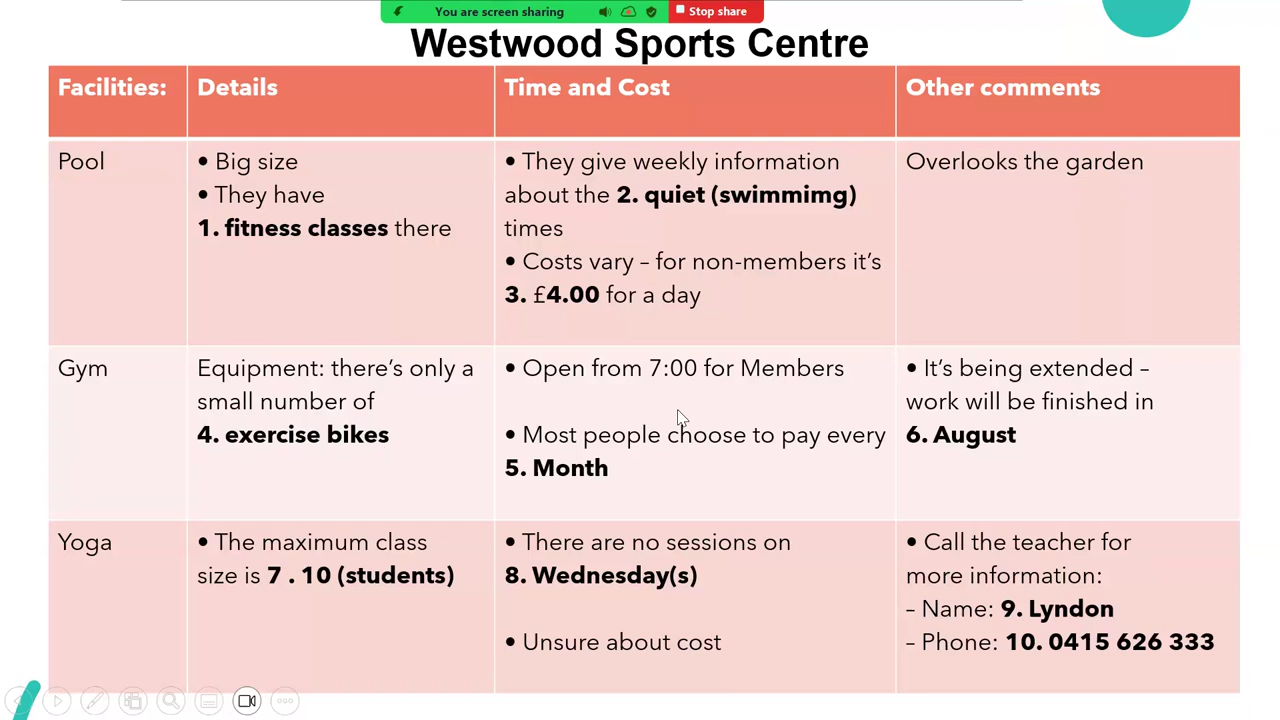 You are screen sharing
Stop share
Westwood Sports Centre
Facilities:
Details
Time and Cost
Other comments
Pool
• Big size
• They have
1. fitness classes there
• They give weekly information
about the 2. quiet (swimmimg)
times
• Costs vary – for non-members it's
3. £4.00 for a day
Overlooks the garden
Gym
Equipment: there's only a
small number of
4. exercise bikes
• Open from 7:00 for Members
• Most people choose to pay every
5. Month
• It's being extended –
work will be finished in
6. August
Yoga
• The maximum class
size is 7 . 10 (students)
• There are no sessions on
8. Wednesday(s)
• Unsure about cost
• Call the teacher for
more information:
– Name: 9. Lyndon
– Phone: 10. 0415 626 333